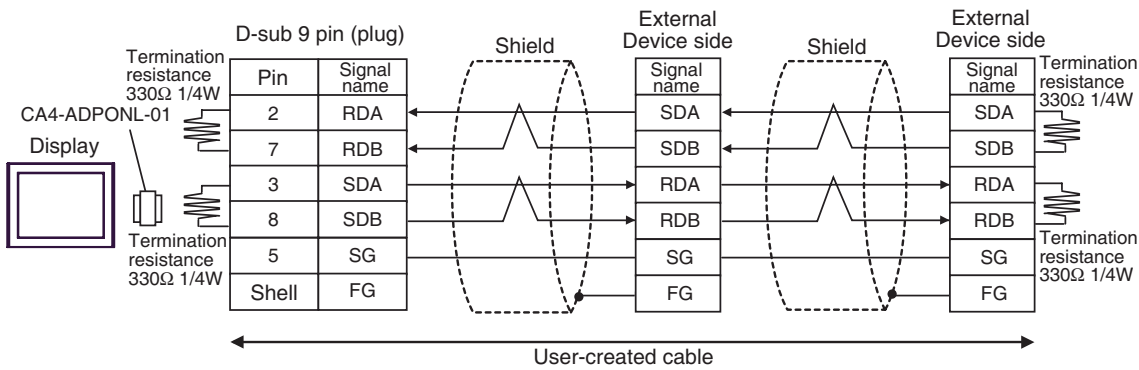 D-sub 9 pin (plug)
Shield
External
Device side
Shield
External
Device side
Termination
resistance
330Ω 1/4W
CA4-ADPONL-01
Display
Pin
Signal
name
Signal
name
Signal
name
Termination
resistance
330Ω 1/4W
2
RDA
SDA
SDA
7
RDB
SDB
SDB
3
SDA
RDA
RDA
8
SDB
RDB
RDB
5
SG
SG
SG
Shell
FG
FG
FG
Termination
resistance
330Ω 1/4W
Termination
resistance
330Ω 1/4W
User-created cable